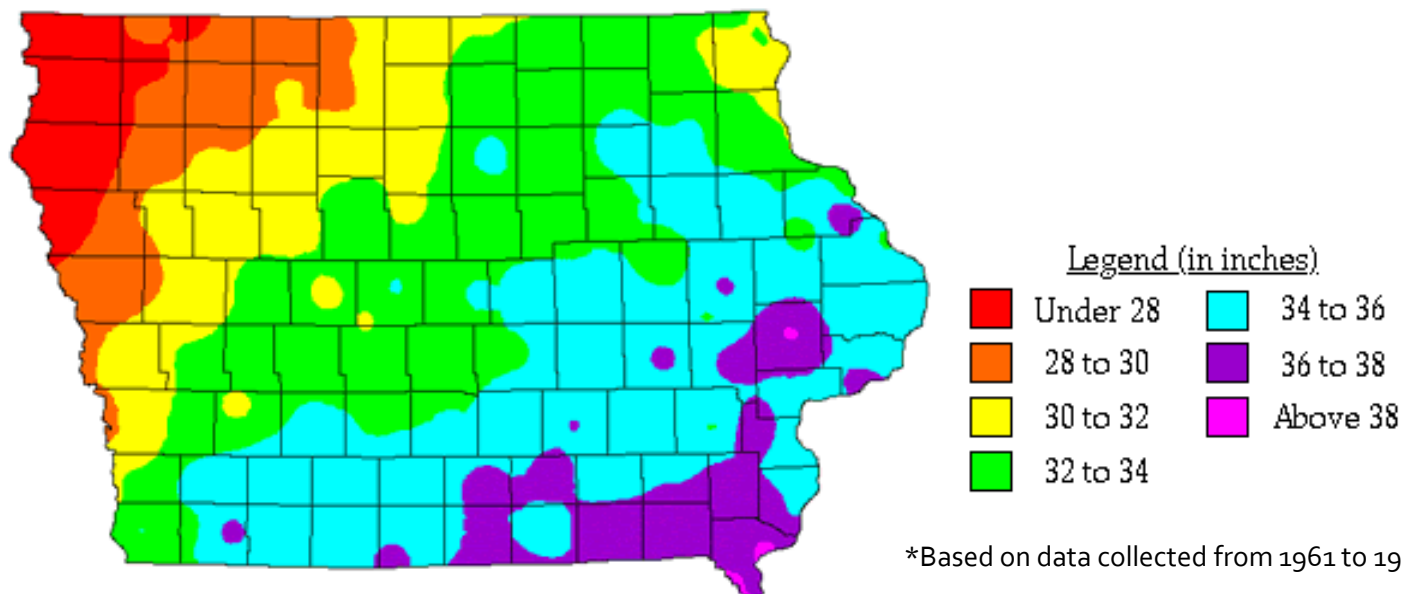 Legend (in inches)
Under 28
28 to 30
30 to 32
32 to 34
34 to 36
36 to 38
Above 38
*Based on data collected from 1961 to 19